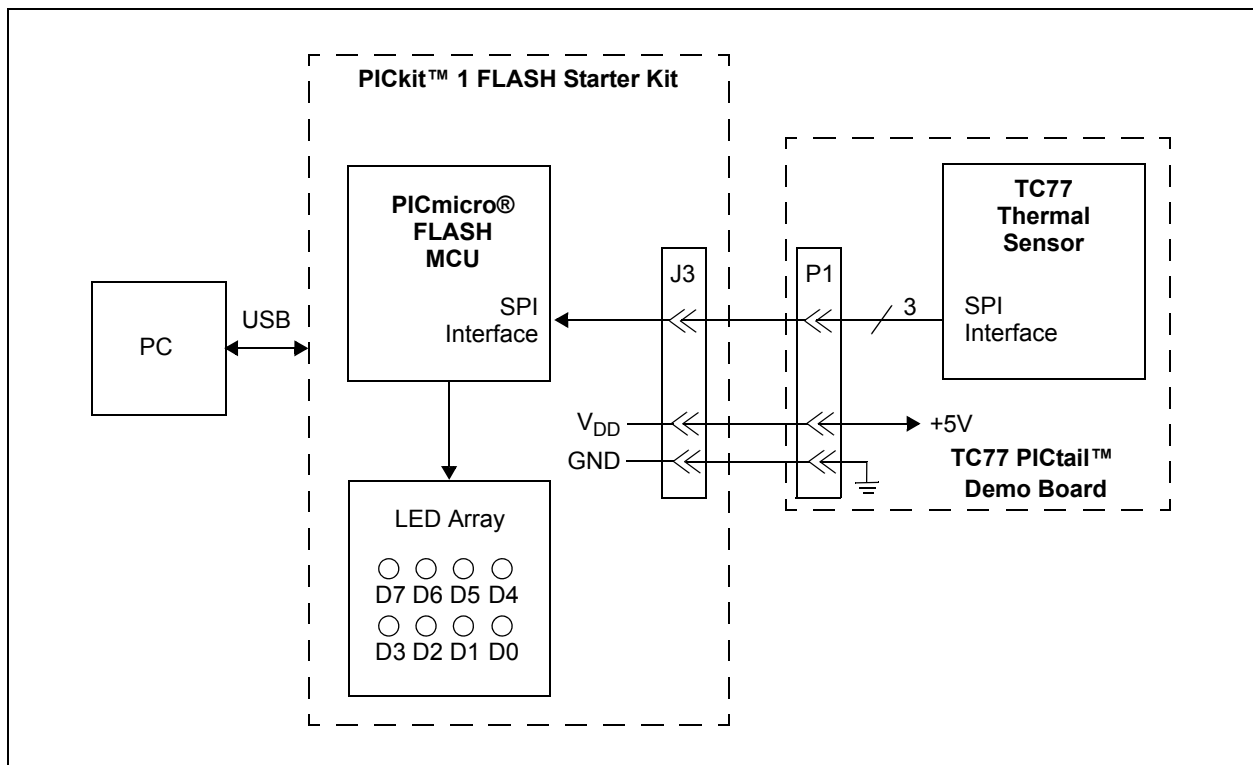 PICkit™ 1 FLASH Starter Kit
PICmicro®
FLASH
MCU
SPI
Interface
J3
P1
3
TC77
Thermal
Sensor
SPI
Interface
PC
USB
VDD
GND
+5V
TC77 PICtail™
Demo Board
LED Array
D7 D6 D5 D4
D3 D2 D1 D0